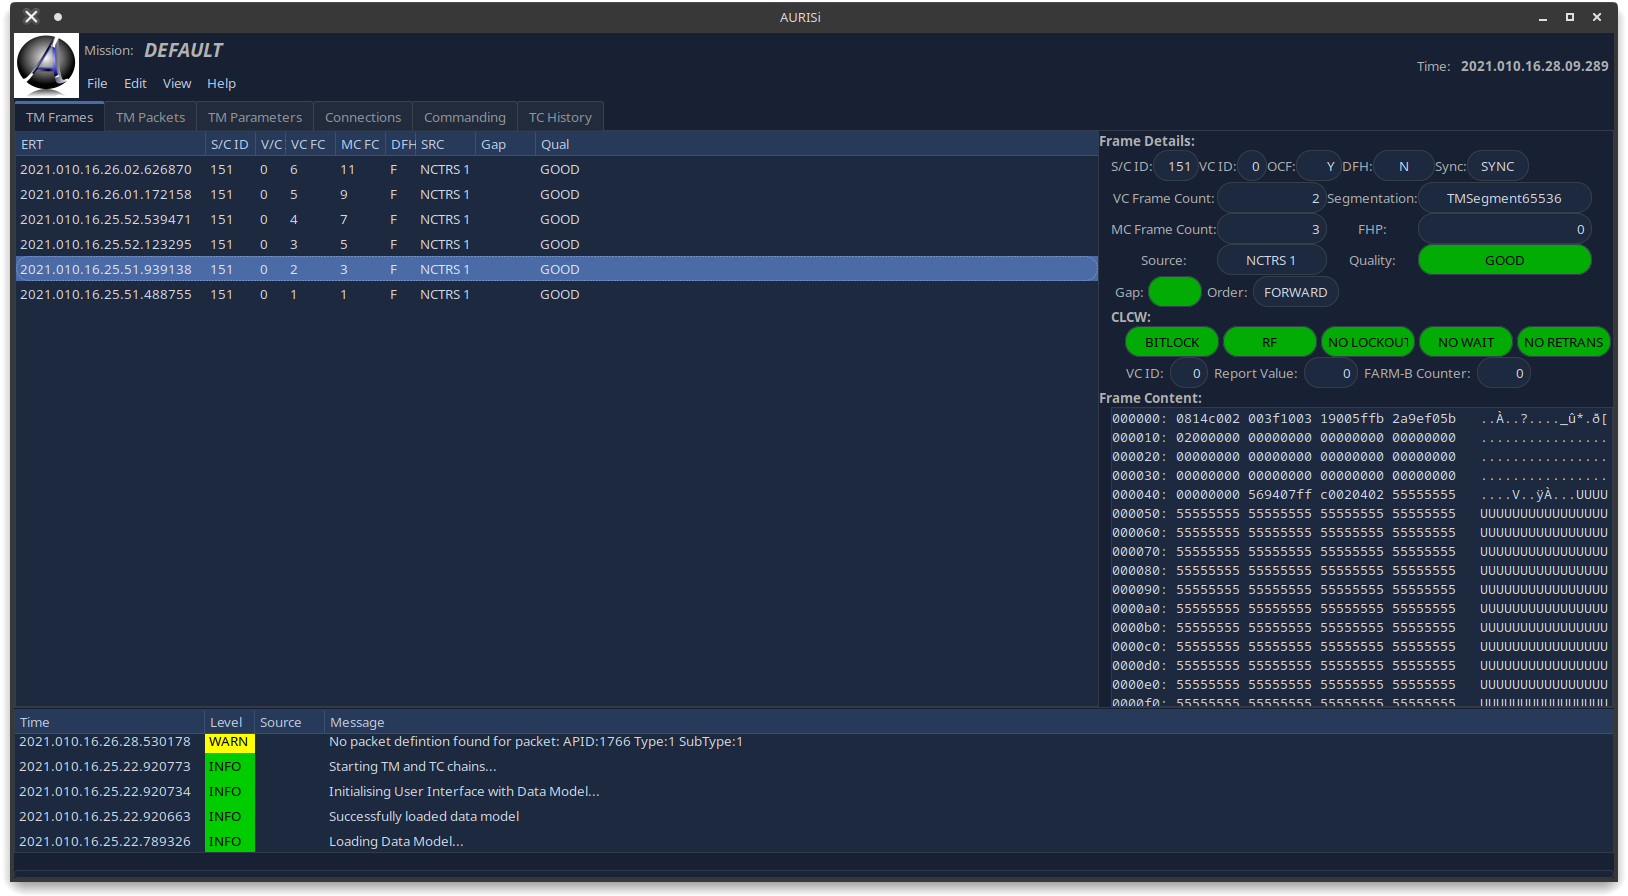 AURISi
Mission: DEFAULT
File Edit View Help
Time: 2021.010.16.28.09.289
TM Frames TM Packets TM Parameters Connections Commanding TC History
ERT S/C ID V/C VC FC MC FC DFH SRC Gap Qual
2021.010.16.26.02.626870 151 0 6 11 F NCTRS 1 GOOD
2021.010.16.26.01.172158 151 0 5 9 F NCTRS 1 GOOD
2021.010.16.25.52.539471 151 0 4 7 F NCTRS 1 GOOD
2021.010.16.25.52.123295 151 0 3 5 F NCTRS 1 GOOD
2021.010.16.25.51.939138 151 0 2 3 F NCTRS 1 GOOD
2021.010.16.25.51.488755 151 0 1 1 F NCTRS 1 GOOD
Frame Details:
S/C ID: 151 VC ID: 0 OCF: Y DFH: N Sync: SYNC
VC Frame Count: 2 Segmentation: TMSegment65536
MC Frame Count: 3 FHP: 0
Source: NCTRS 1 Quality: GOOD
Gap: Order: FORWARD
CLCW:
BITLOCK RF NO LOCKOUT NO WAIT NO RETRANS
VC ID: 0 Report Value: 0 FARM-B Counter: 0
Frame Content:
000000: 0814c002 003f1003 19005ffb 2a9ef05b ..À..?...._û*.ð[
000010: 02000000 00000000 00000000 00000000 ................
000020: 00000000 00000000 00000000 00000000 ................
000030: 00000000 00000000 00000000 00000000 ................
000040: 00000000 569407ff c0020402 55555555 ....V..ÿÀ...UUUU
000050: 55555555 55555555 55555555 55555555 UUUUUUUUUUUUUUUU
000060: 55555555 55555555 55555555 55555555 UUUUUUUUUUUUUUUU
000070: 55555555 55555555 55555555 55555555 UUUUUUUUUUUUUUUU
000080: 55555555 55555555 55555555 55555555 UUUUUUUUUUUUUUUU
000090: 55555555 55555555 55555555 55555555 UUUUUUUUUUUUUUUU
0000a0: 55555555 55555555 55555555 55555555 UUUUUUUUUUUUUUUU
0000b0: 55555555 55555555 55555555 55555555 UUUUUUUUUUUUUUUU
0000c0: 55555555 55555555 55555555 55555555 UUUUUUUUUUUUUUUU
0000d0: 55555555 55555555 55555555 55555555 UUUUUUUUUUUUUUUU
0000e0: 55555555 55555555 55555555 55555555 UUUUUUUUUUUUUUUU
0000f0: 55555555 55555555 55555555 55555555 UUUUUUUUUUUUUUUU
Time Level Source Message
2021.010.16.26.28.530178 WARN No packet defintion found for packet: APID:1766 Type:1 SubType:1
2021.010.16.25.22.920773 INFO Starting TM and TC chains...
2021.010.16.25.22.920734 INFO Initialising User Interface with Data Model...
2021.010.16.25.22.920663 INFO Successfully loaded data model
2021.010.16.25.22.789326 INFO Loading Data Model...